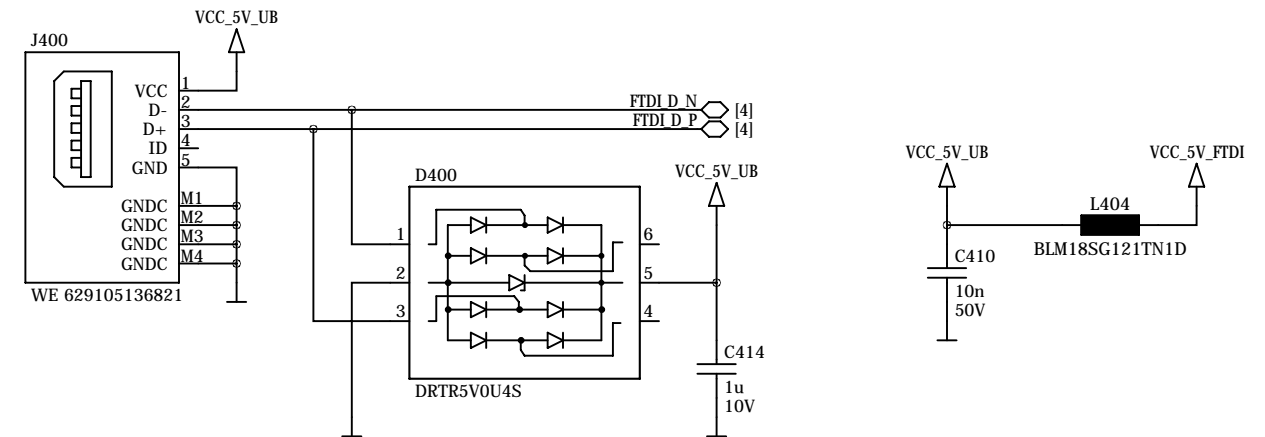 VCC_5V_UB
J400
VCC 1
D- 2
D+ 3
ID 4
GND 5
GNDC M1
GNDC M2
GNDC M3
GNDC M4
WE 629105136821
FTDI_D_N [4]
FTDI_D_P [4]
D400
VCC_5V_UB
1
2
3
6
5
4
DRTR5V0U4S
C414
1u
10V
VCC_5V_UB
VCC_5V_FTDI
L404
BLM18SG121TN1D
C410
10n
50V